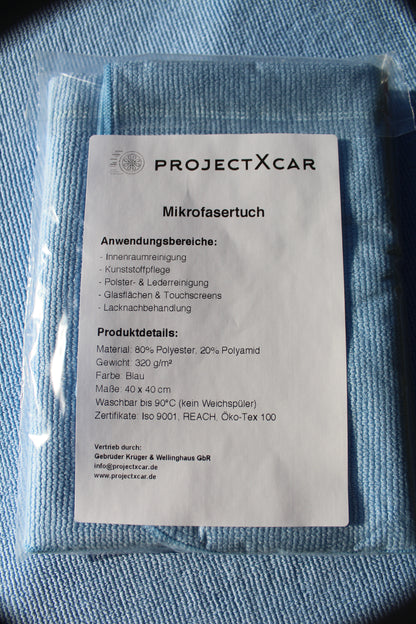 PROJECTXCAR
Mikrofasertuch
Anwendungsbereiche:
- Innenraumreinigung
- Kunststoffpflege
- Polster- & Lederreinigung
- Glasflächen & Touchscreens
- Lacknachbehandlung
Produktdetails:
Material: 80% Polyester, 20% Polyamid
Gewicht: 320 g/m²
Farbe: Blau
Maße: 40 x 40 cm
Waschbar bis 90°C (kein Weichspüler)
Zertifikate: Iso 9001, REACH, Öko-Tex 100
Vertrieb durch:
Gebrüder Krüger & Wellinghaus GbR
info@projectxcar.de
www.projectxcar.de